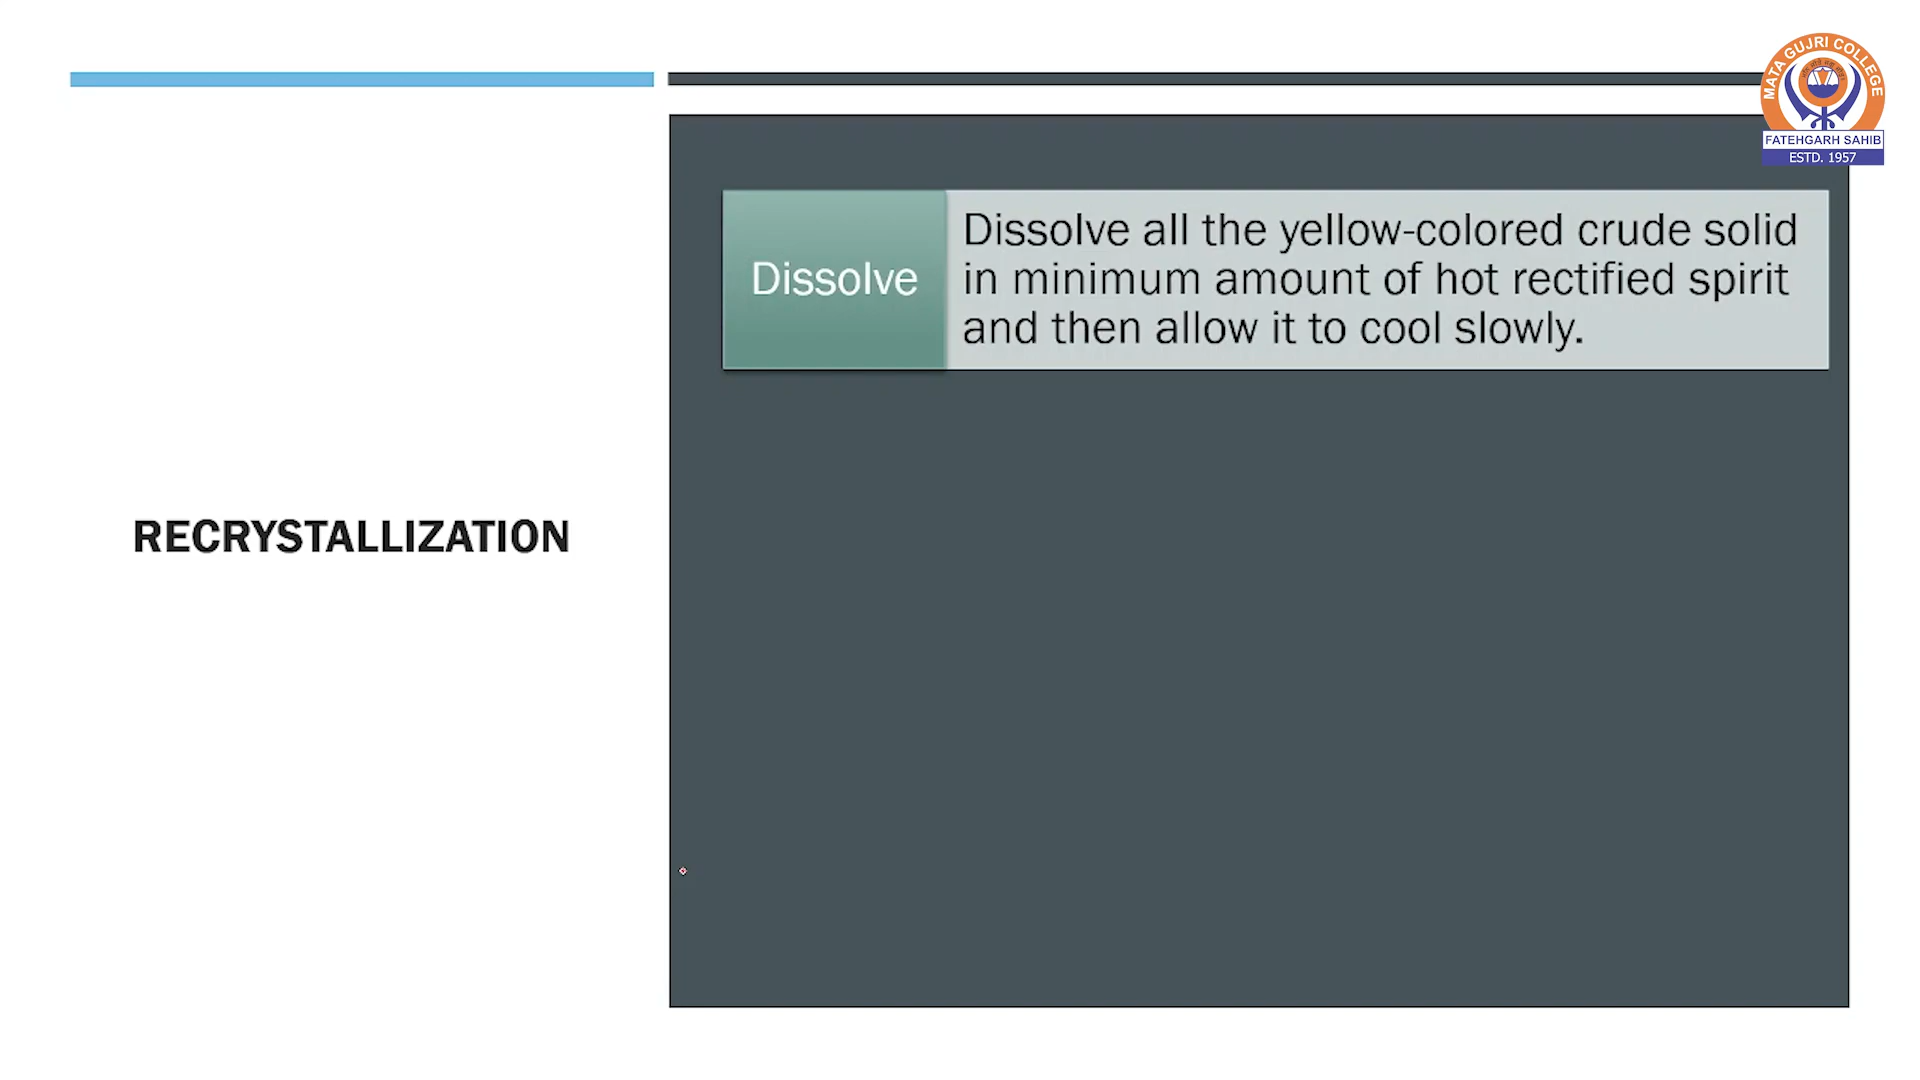 MATA GUJRI COLLEGE
FATEHGARH SAHIB
ESTD. 1957
Dissolve
Dissolve all the yellow-colored crude solid
in minimum amount of hot rectified spirit
and then allow it to cool slowly.
RECRYSTALLIZATION